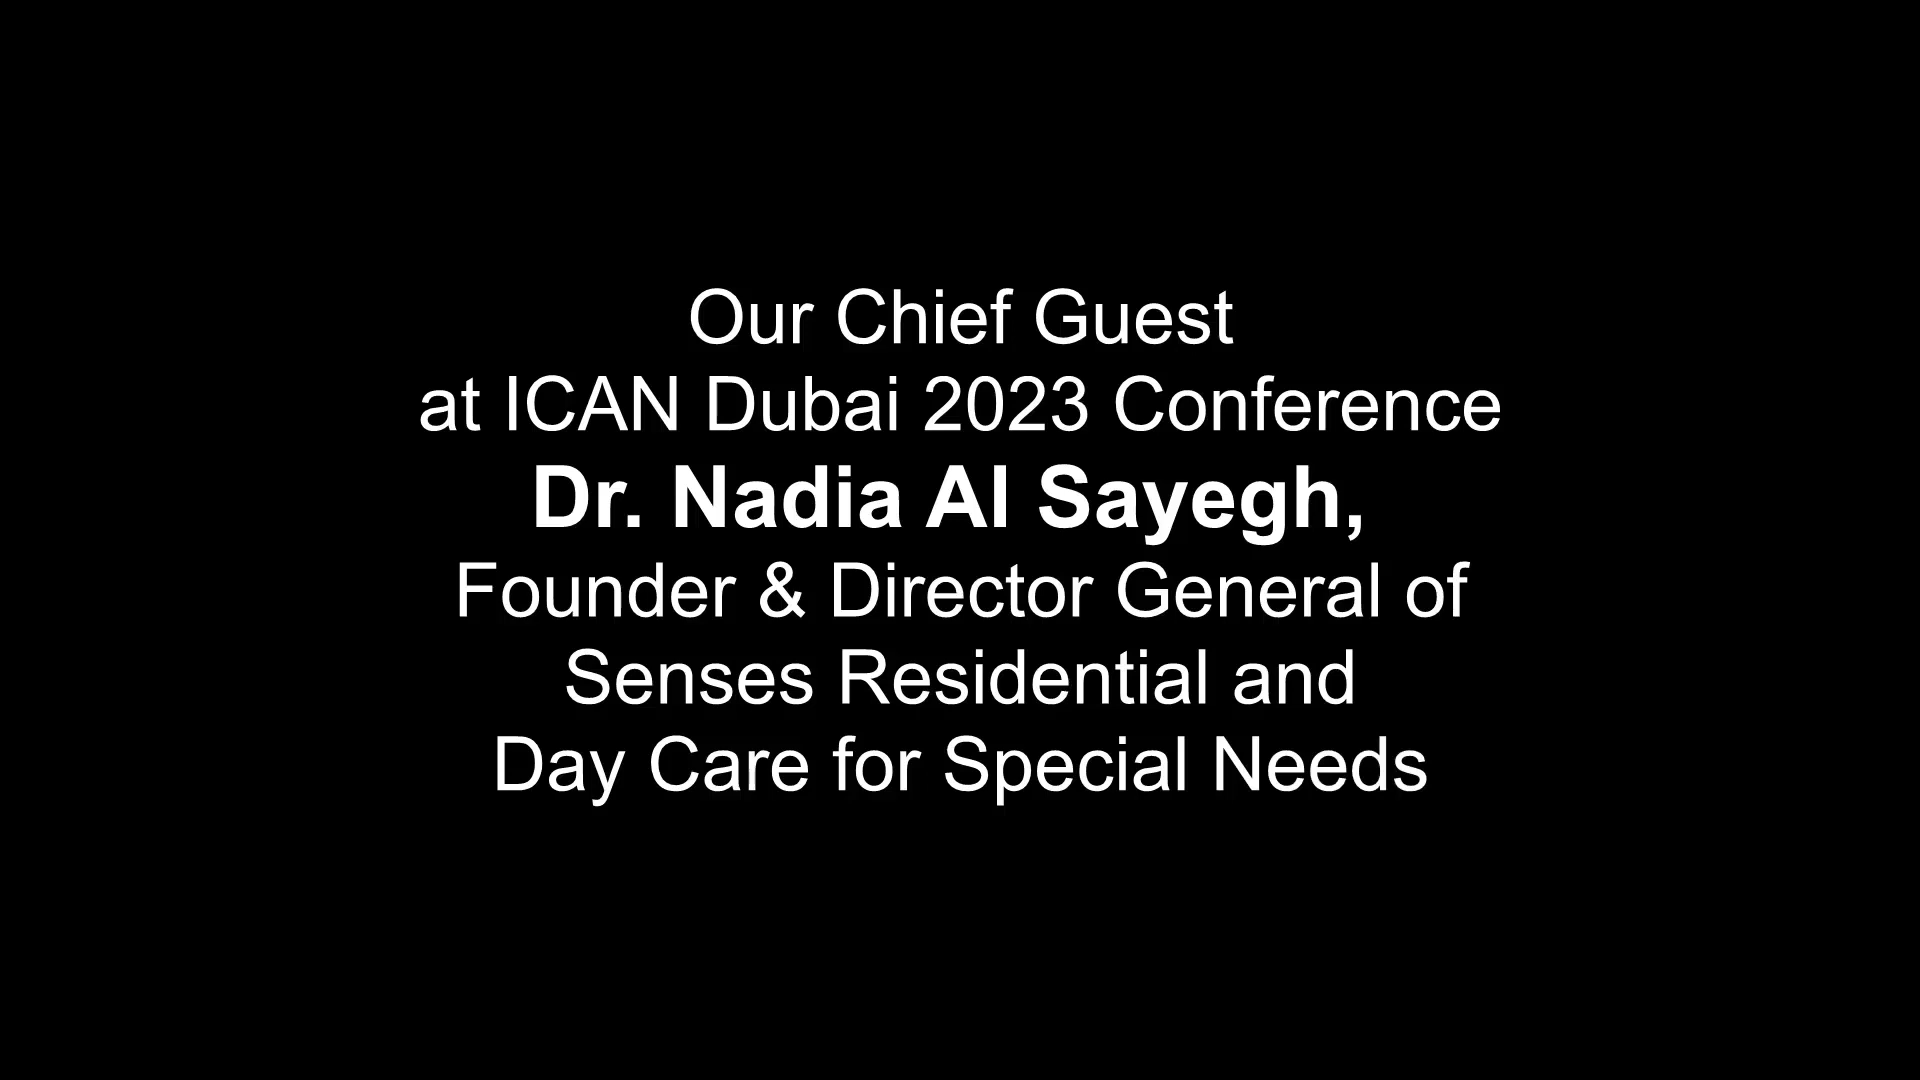 Our Chief Guest
at ICAN Dubai 2023 Conference
Dr. Nadia Al Sayegh,
Founder & Director General of
Senses Residential and
Day Care for Special Needs